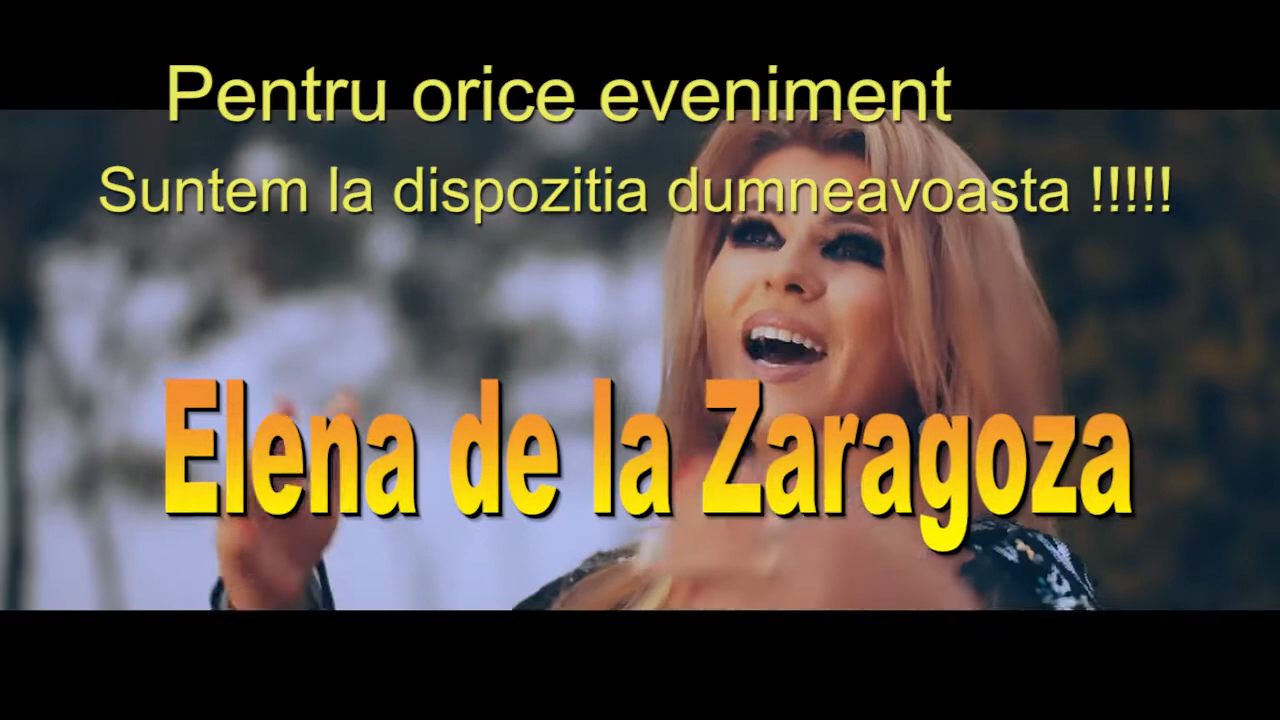 Pentru orice eveniment
Suntem la dispozitia dumneavoasta !!!!!
Elena de la Zaragoza